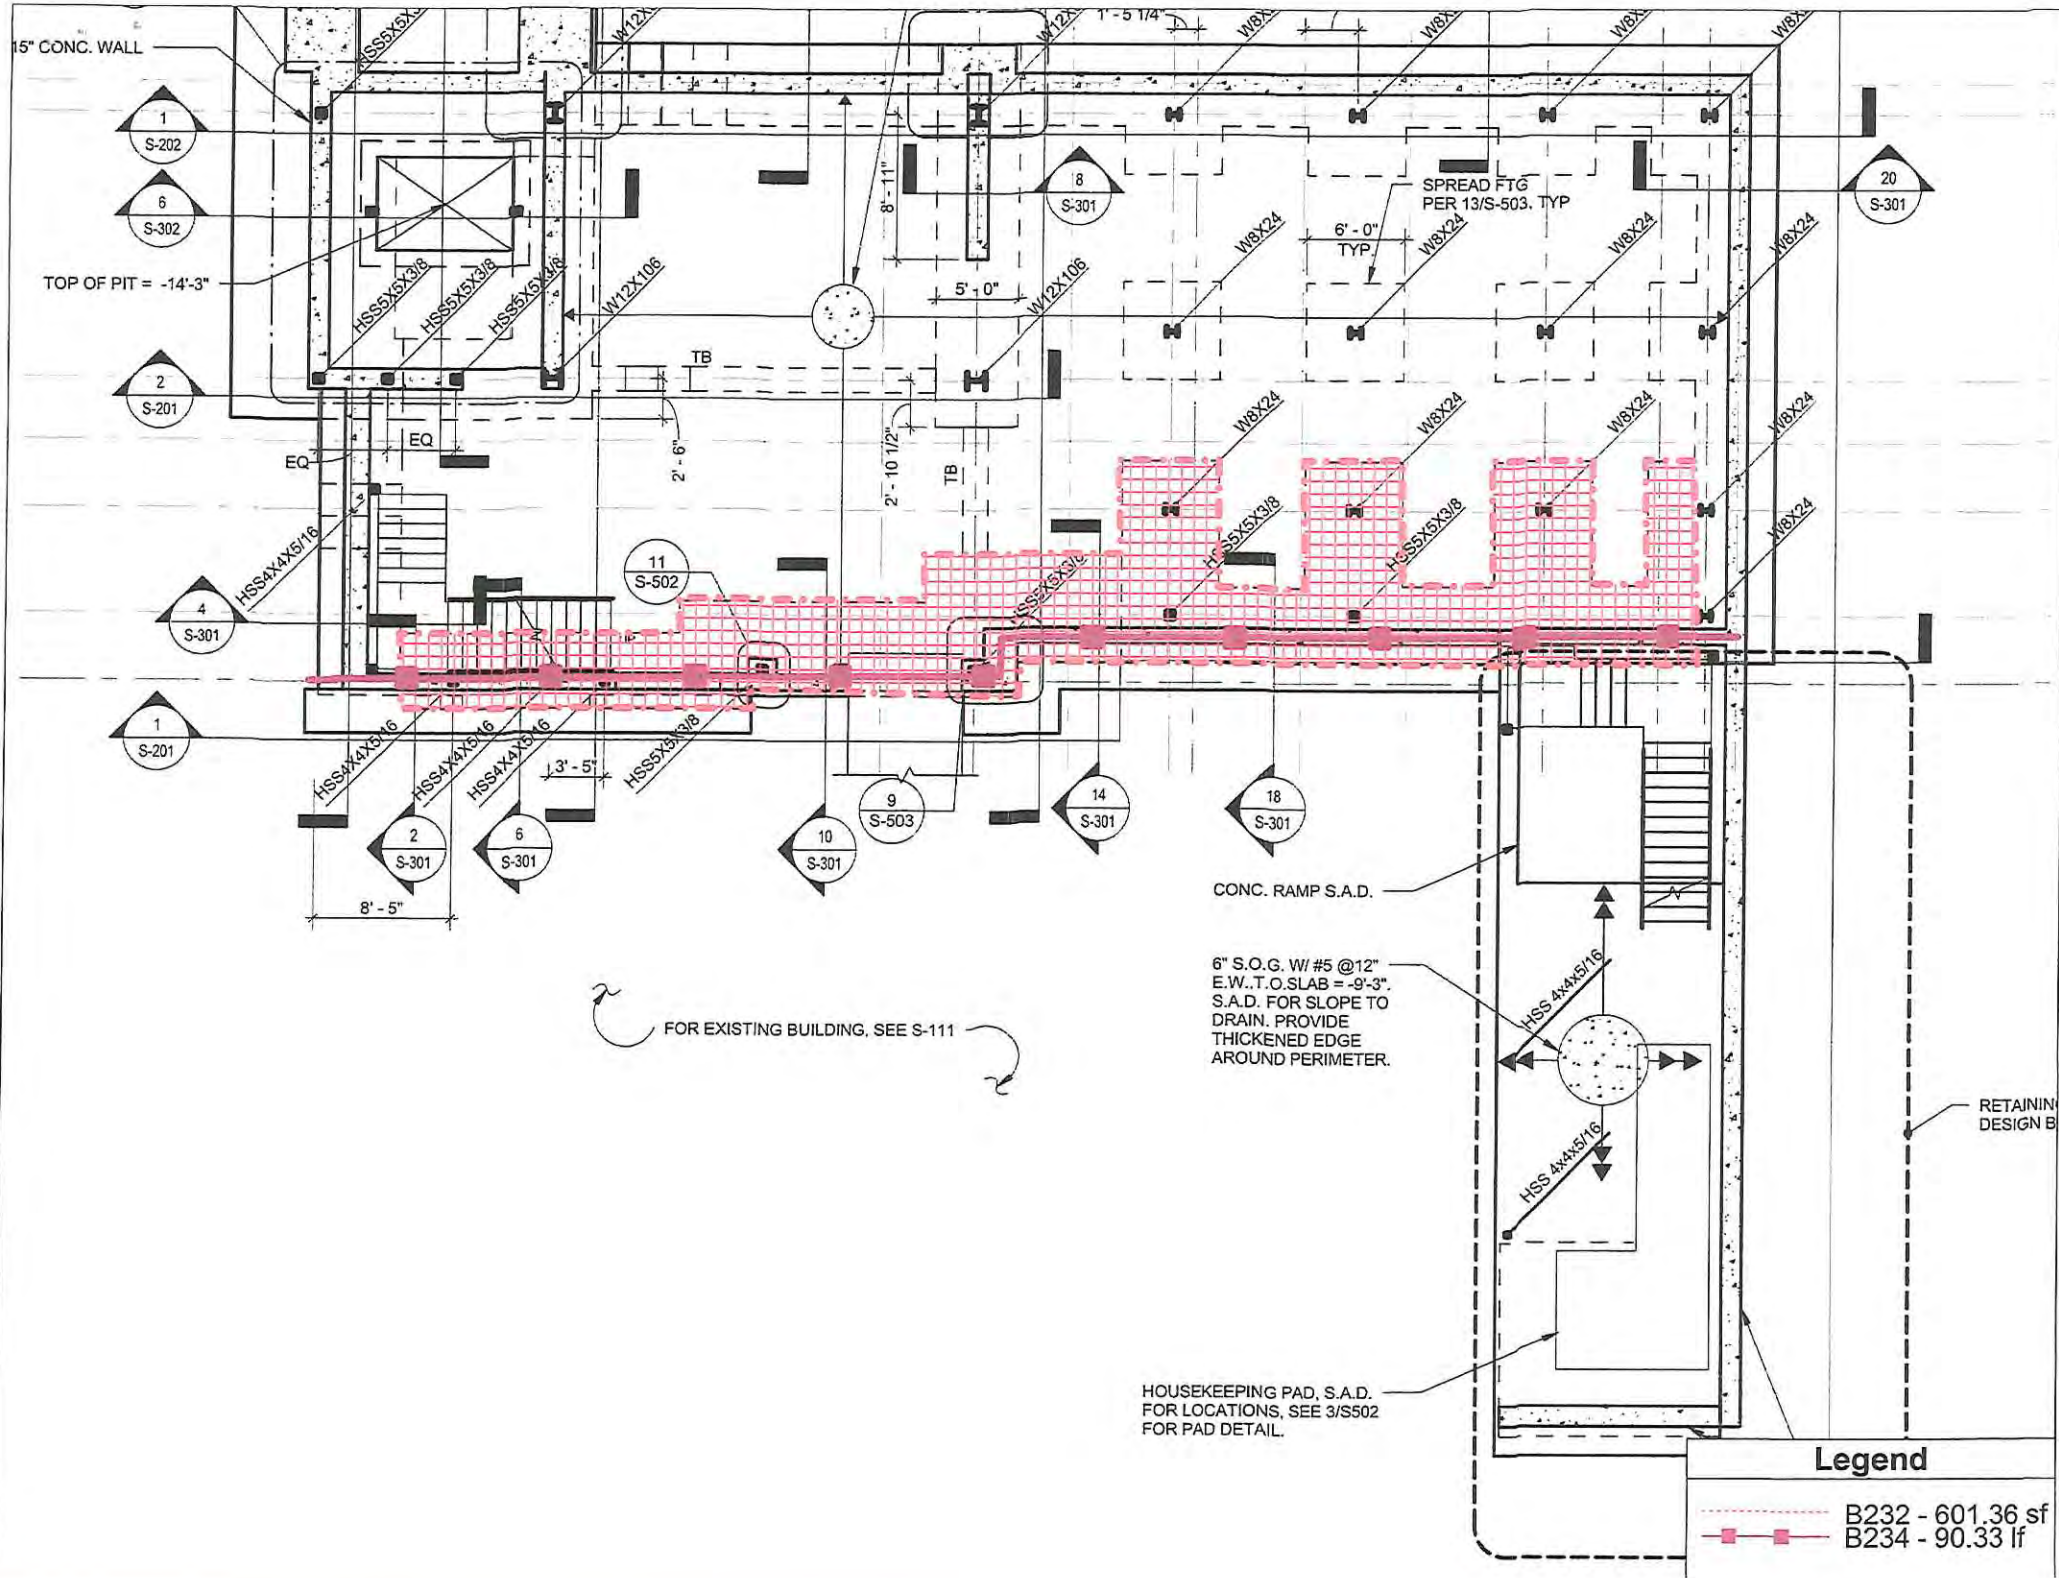 1' - 5 1/4"
15" CONC. WALL
HSS5X5X3/8
1
S-202
6
S-302
TOP OF PIT = -14'-3"
HSS5X5X3/8
HSS5X5X3/8
HSS5X5X3/8
W12X106
2
S-201
EQ
EQ
TB
2' - 6"
8' - 11"
5' - 0"
W12X106
2' - 10 1/2"
TB
8
S-301
SPREAD FTG
PER 13/S-503. TYP
6' - 0"
TYP.
W8X24
W8X24
W8X24
W8X24
20
S-301
W8X24
W8X24
W8X24
W8X24
W8X24
HSS5X5X3/8
HSS5X5X3/8
HSS5X5X3/8
HSS4X4X5/16
11
S-502
4
S-301
1
S-201
HSS4X4X5/16
HSS4X4X5/16
HSS4X4X5/16
3' - 5"
HSS5X5X3/8
8' - 5"
2
S-301
6
S-301
10
S-301
9
S-503
14
S-301
18
S-301
FOR EXISTING BUILDING, SEE S-111
CONC. RAMP S.A.D.
6" S.O.G. W/ #5 @12"
E.W..T.O.SLAB = -9'-3".
S.A.D. FOR SLOPE TO
DRAIN. PROVIDE
THICKENED EDGE
AROUND PERIMETER.
HSS 4x4x5/16
HSS 4x4x5/16
HOUSEKEEPING PAD, S.A.D.
FOR LOCATIONS, SEE 3/S502
FOR PAD DETAIL.
RETAINING
DESIGN B
Legend
B232 - 601.36 sf
B234 - 90.33 lf